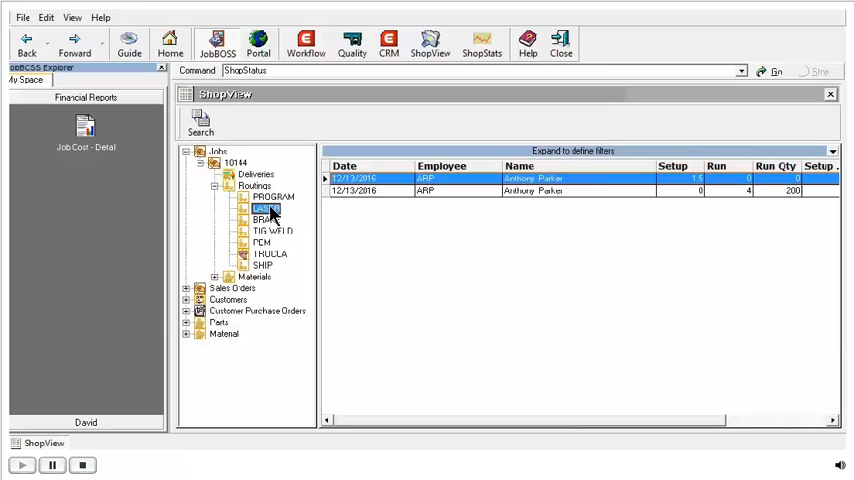 File Edit View Help
Back Forward Guide Home JobBOSS Portal Workflow Quality CRM ShopView ShopStats Help Close
JobBOSS Explorer
My Space
Command ShopStatus Go Stop
Financial Reports
JobCost - Detail
David
ShopView
Search
Jobs
10144
Deliveries
Routings
PROGRAM
LASER
BRAKE
TIG WELD
PEM
TRUCLA
SHIP
Materials
Sales Orders
Customers
Customer Purchase Orders
Parts
Material
Expand to define filters
Date Employee Name Setup Run Run Qty Setup
12/13/2016 ARP Anthony Parker 1.5 0 0
12/13/2016 ARP Anthony Parker 0 4 200
ShopView